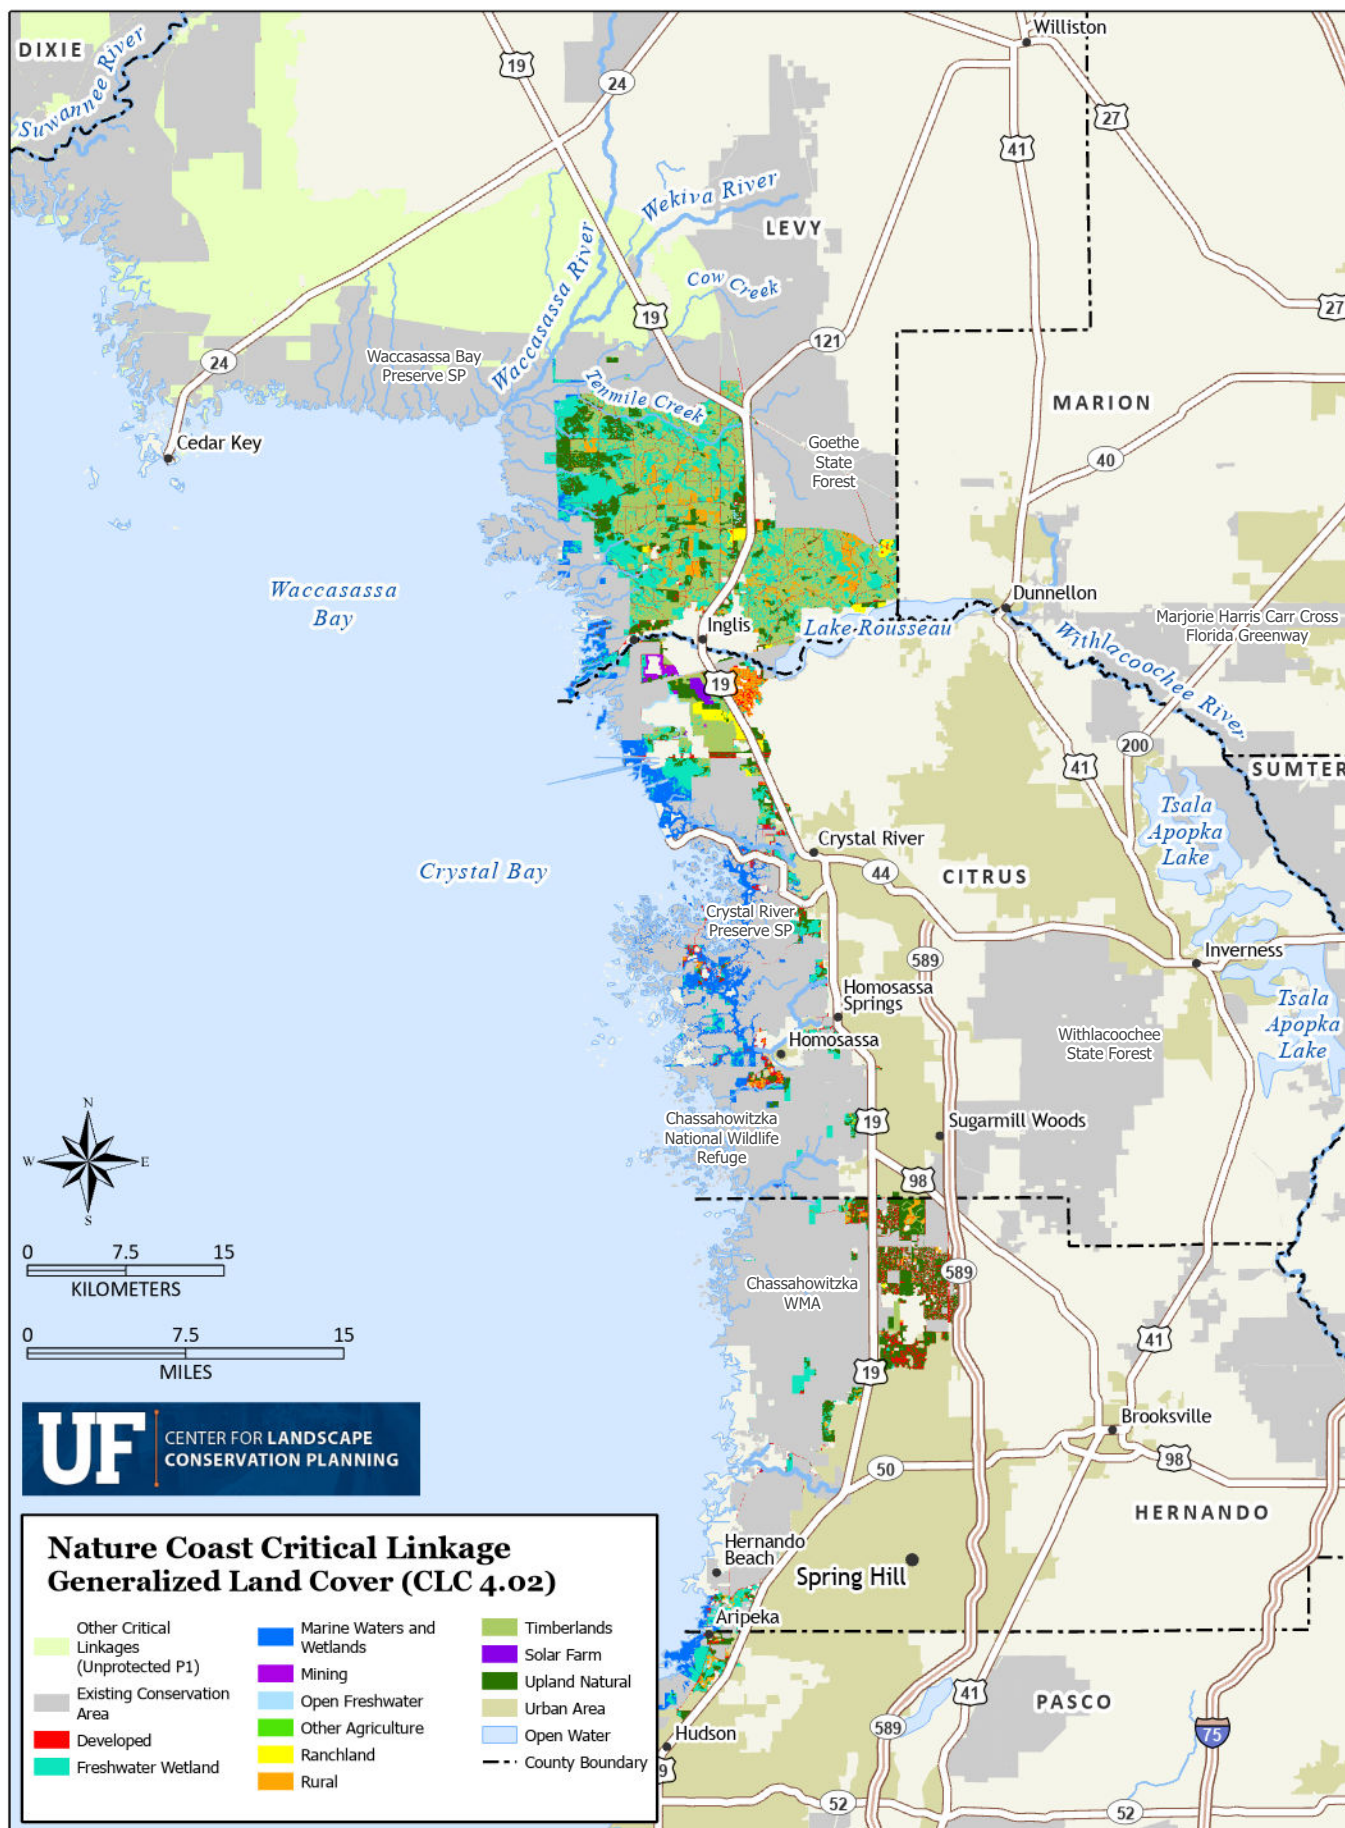 DIXIE
Suwannee River
19
24
Williston
27
41
Wekiva River
LEVY
Waccasassa River
Cow Creek
19
27
121
24
Waccasassa Bay
Preserve SP
Tenmile Creek
MARION
Cedar Key
Goethe
State
Forest
40
Waccasassa
Bay
Dunnellon
Inglis
Lake Rousseau
Marjorie Harris Carr Cross
Florida Greenway
Withlacoochee River
19
200
41
SUMTER
Tsala
Apopka
Lake
Crystal River
Crystal Bay
44
CITRUS
Crystal River
Preserve SP
Inverness
589
Homosassa
Springs
Tsala
Apopka
Lake
Homosassa
Withlacoochee
State Forest
N
W
E
S
Chassahowitzka
National Wildlife
Refuge
19
Sugarmill Woods
98
0 7.5 15
KILOMETERS
589
Chassahowitzka
WMA
0 7.5 15
MILES
41
19
Brooksville
UF
CENTER FOR LANDSCAPE
CONSERVATION PLANNING
50
98
HERNANDO
Hernando
Beach
Spring Hill
Aripeka
41
PASCO
589
75
Hudson
9
52
52
Nature Coast Critical Linkage
Generalized Land Cover (CLC 4.02)
Other Critical
Linkages
(Unprotected P1)
Existing Conservation
Area
Developed
Freshwater Wetland
Marine Waters and
Wetlands
Mining
Open Freshwater
Other Agriculture
Ranchland
Rural
Timberlands
Solar Farm
Upland Natural
Urban Area
Open Water
County Boundary